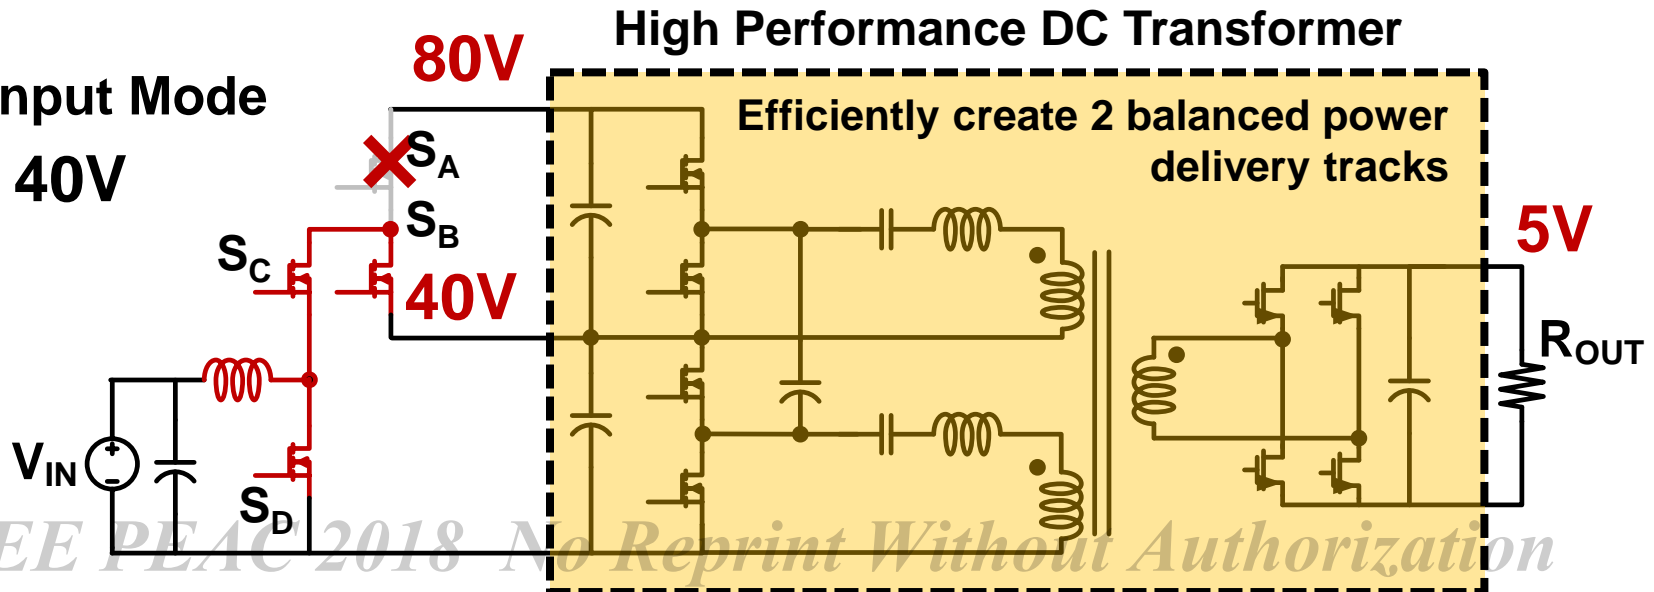 High Performance DC Transformer
80V
nput Mode
Efficiently create 2 balanced power
delivery tracks
40V
SA
SB
SC
40V
5V
ROUT
VIN
SD
EE PEAC 2018 No Reprint Without Authorization